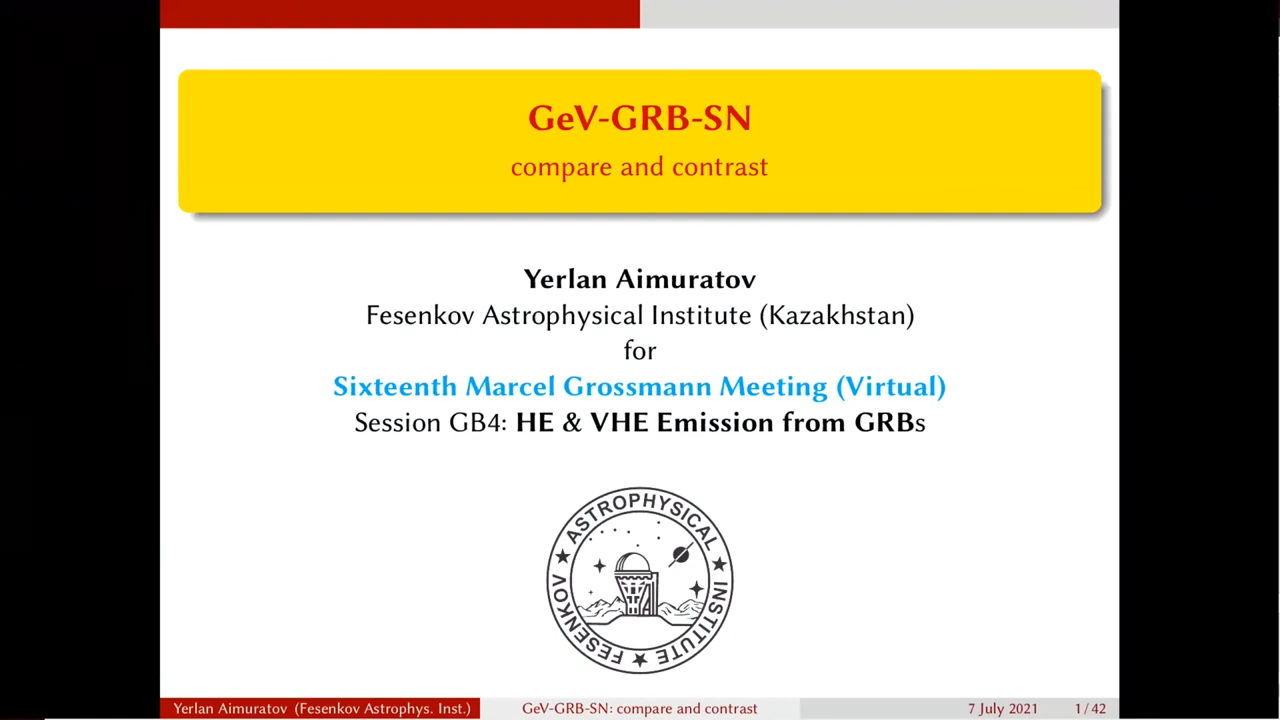 GeV-GRB-SN
compare and contrast
Yerlan Aimuratov
Fesenkov Astrophysical Institute (Kazakhstan)
for
Sixteenth Marcel Grossmann Meeting (Virtual)
Session GB4: HE & VHE Emission from GRBs
FESENKOV ★ ASTROPHYSICAL ★ INSTITUTE ★
Yerlan Aimuratov (Fesenkov Astrophys. Inst.)
GeV-GRB-SN: compare and contrast
7 July 2021
1 / 42